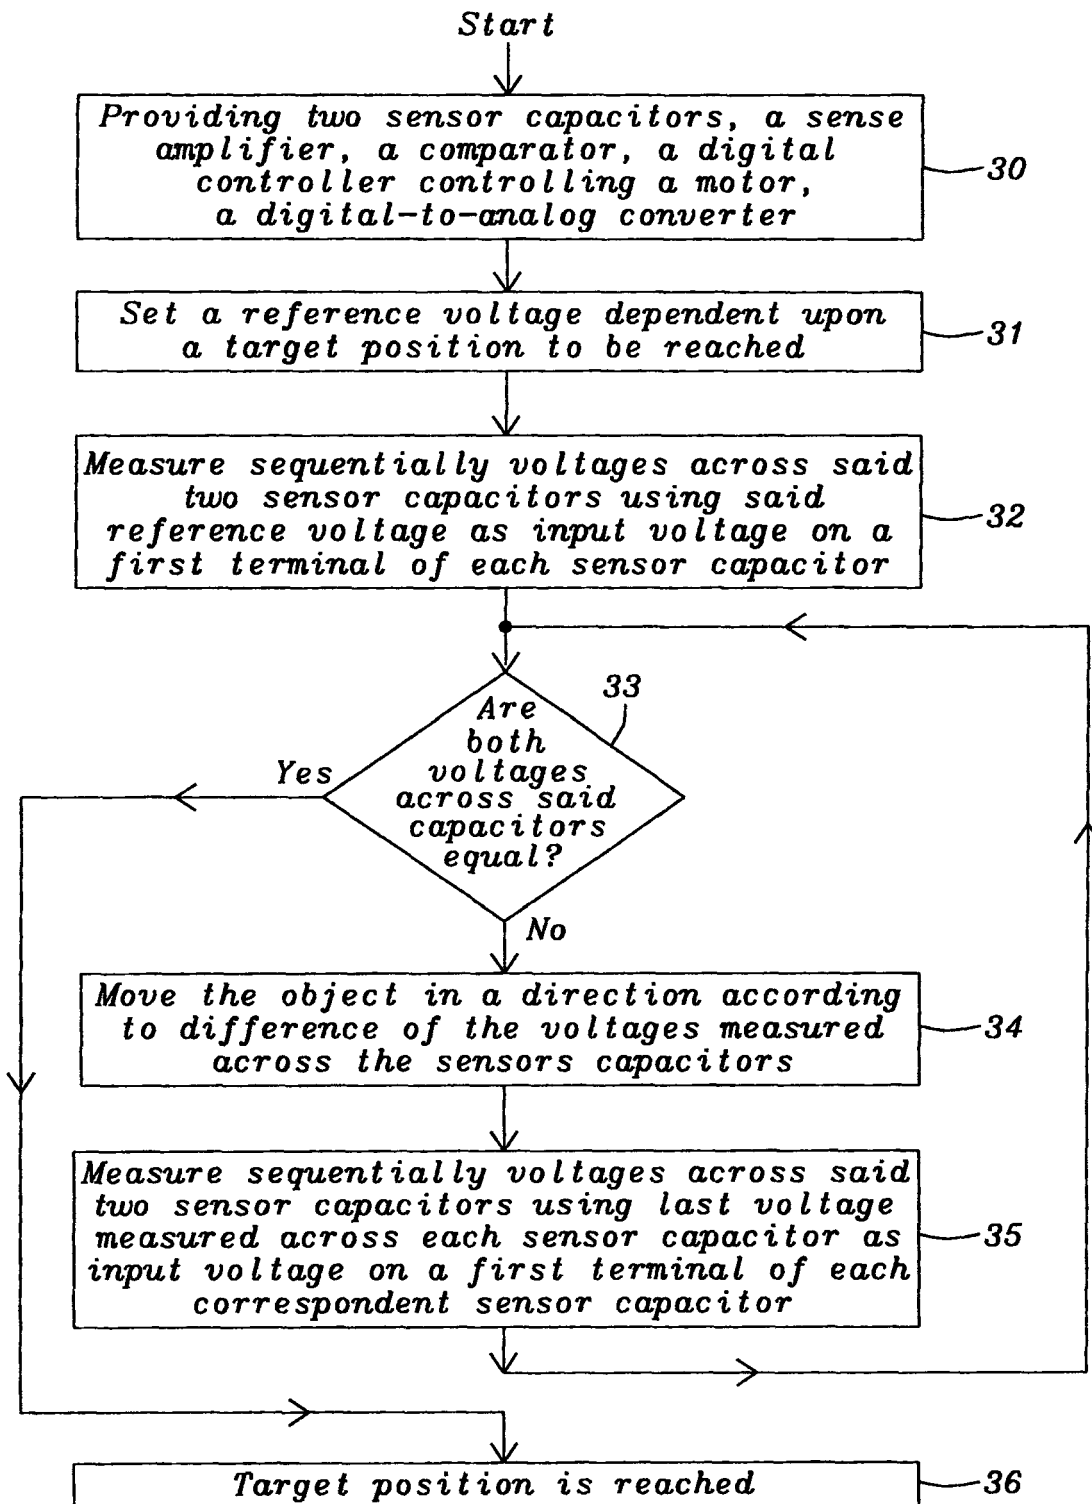 Start
Providing two sensor capacitors, a sense
amplifier, a comparator, a digital
controller controlling a motor,
a digital-to-analog converter
30
Set a reference voltage dependent upon
a target position to be reached
31
Measure sequentially voltages across said
two sensor capacitors using said
reference voltage as input voltage on a
first terminal of each sensor capacitor
32
33
Are
both
voltages
across said
capacitors
equal?
Yes
No
Move the object in a direction according
to difference of the voltages measured
across the sensors capacitors
34
Measure sequentially voltages across said
two sensor capacitors using last voltage
measured across each sensor capacitor as
input voltage on a first terminal of each
correspondent sensor capacitor
35
Target position is reached
36